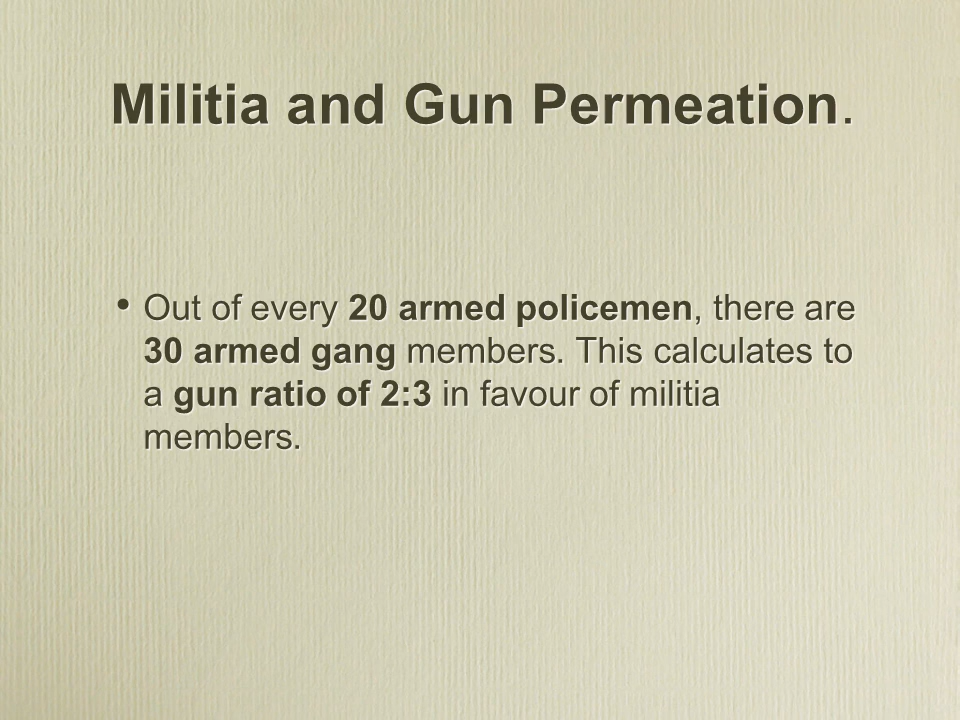 Militia and Gun Permeation.
• Out of every 20 armed policemen, there are
30 armed gang members. This calculates to
a gun ratio of 2:3 in favour of militia
members.